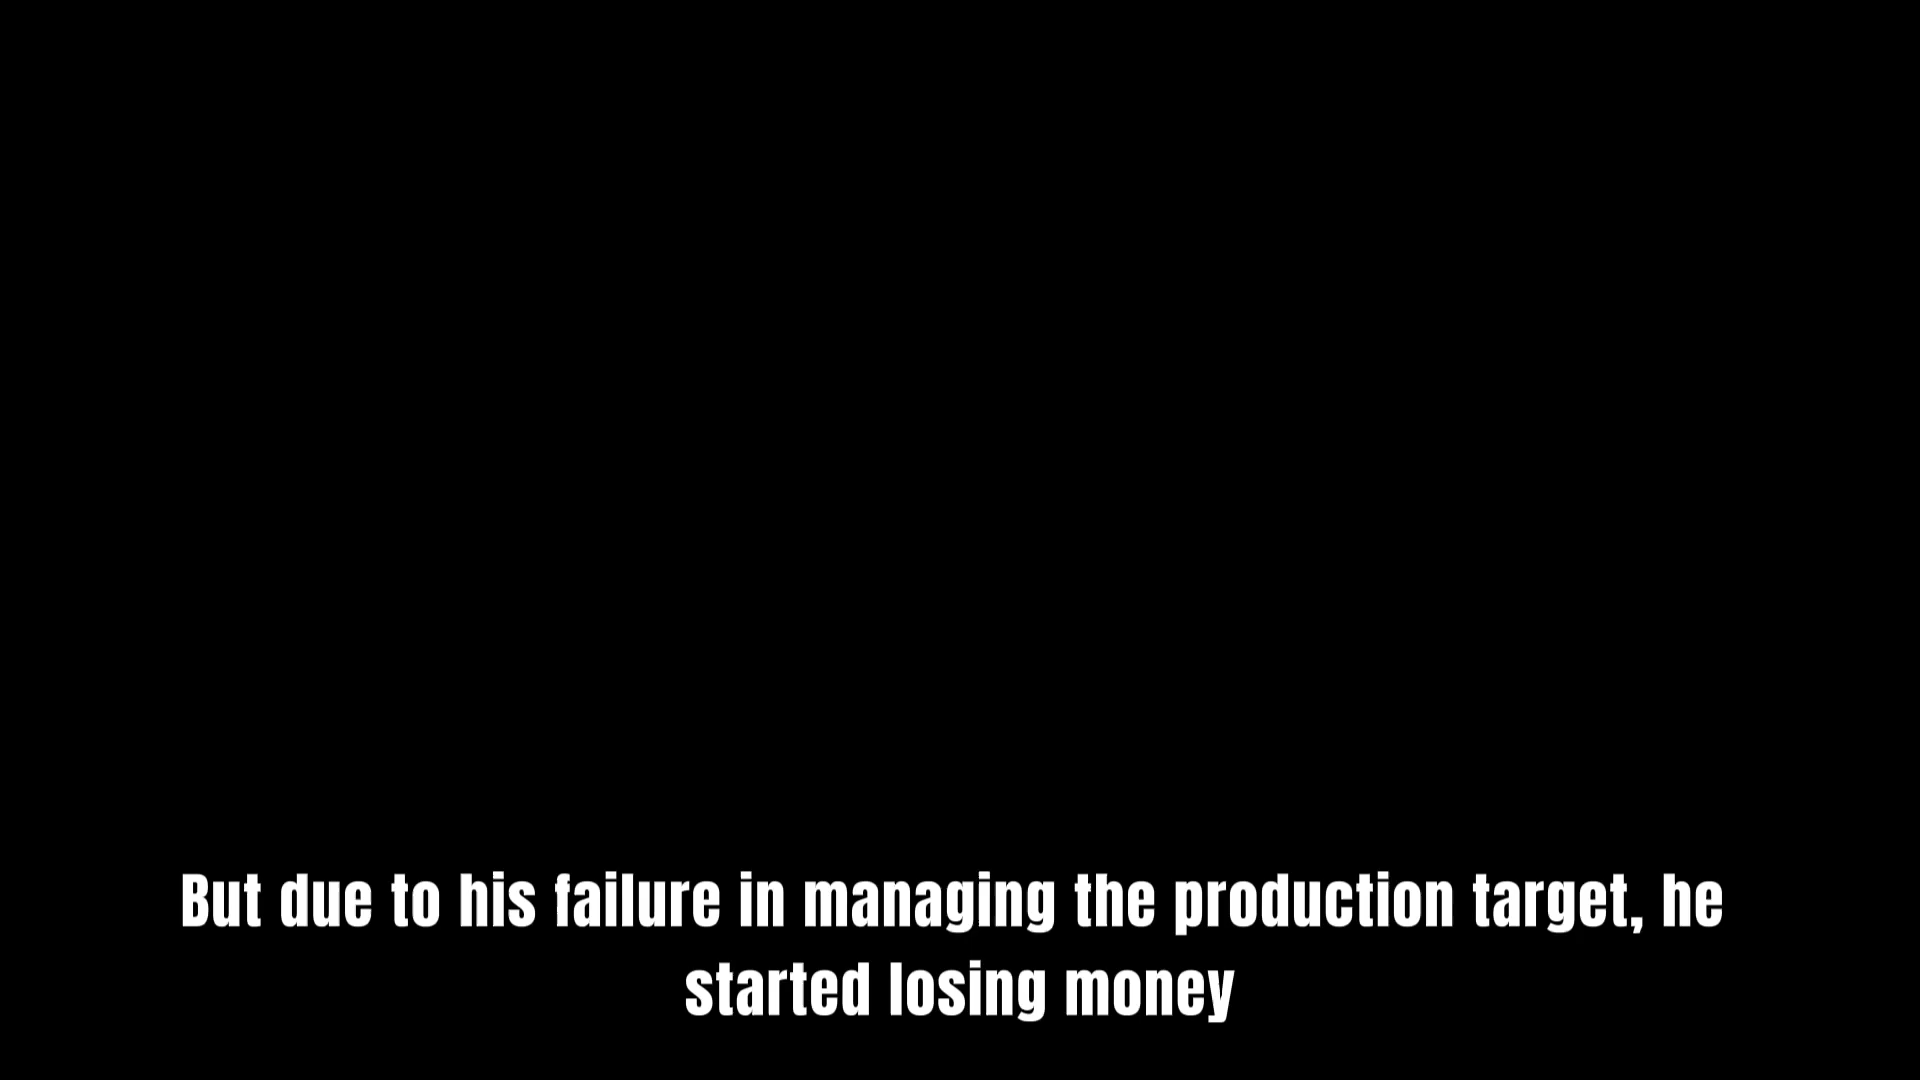 But due to his failure in managing the production target, he
started losing money